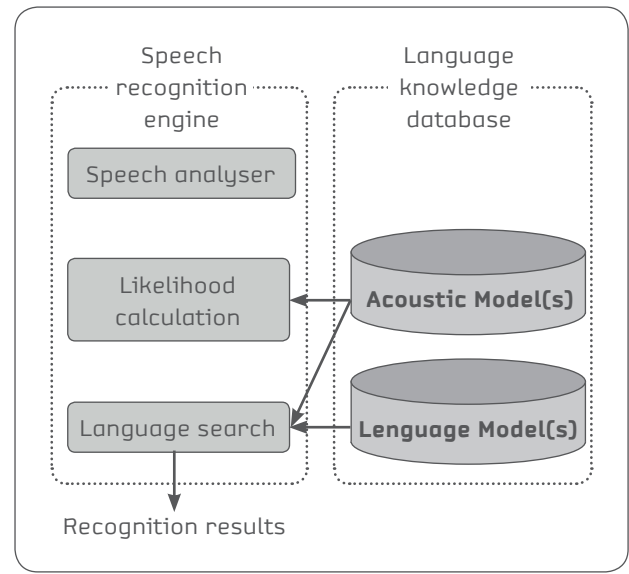 Speech
recognition
engine
Language
knowledge
database
Speech analyser
Likelihood
calculation
Acoustic Model(s)
Language search
Lenguage Model(s)
Recognition results